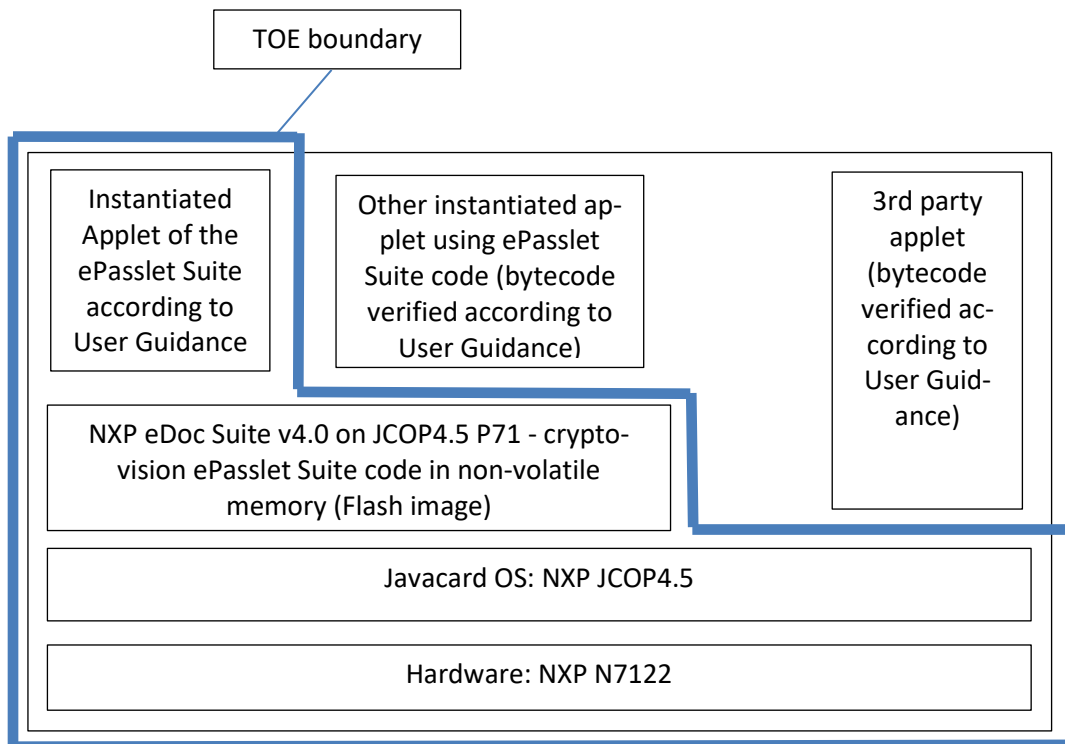 TOE boundary
Instantiated
Applet of the
ePasslet Suite
according to
User Guidance
Other instantiated ap-
plet using ePasslet
Suite code (bytecode
verified according to
User Guidance)
3rd party
applet
(bytecode
verified ac-
cording to
User Guid-
ance)
NXP eDoc Suite v4.0 on JCOP4.5 P71 - crypto-
vision ePasslet Suite code in non-volatile
memory (Flash image)
Javacard OS: NXP JCOP4.5
Hardware: NXP N7122